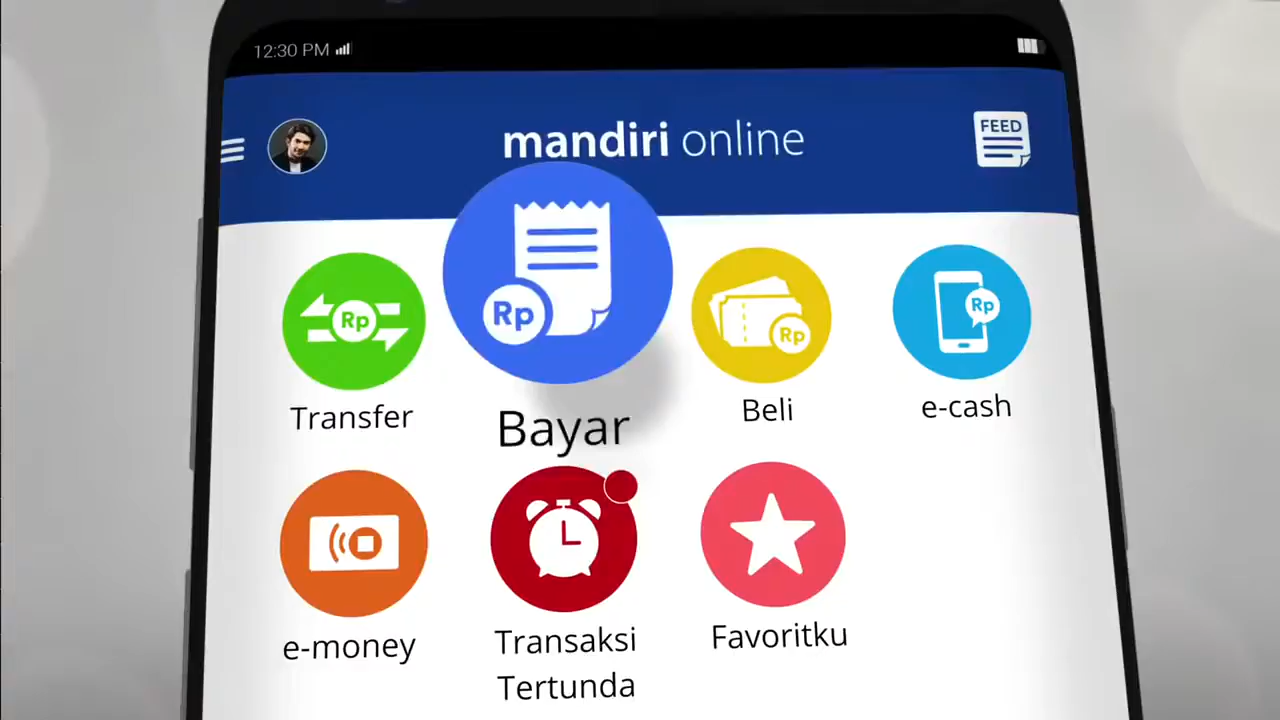 12:30 PM
mandiri online
FEED
Rp
Rp
Rp
Rp
Transfer
Bayar
Beli
e-cash
e-money
Transaksi
Tertunda
Favoritku